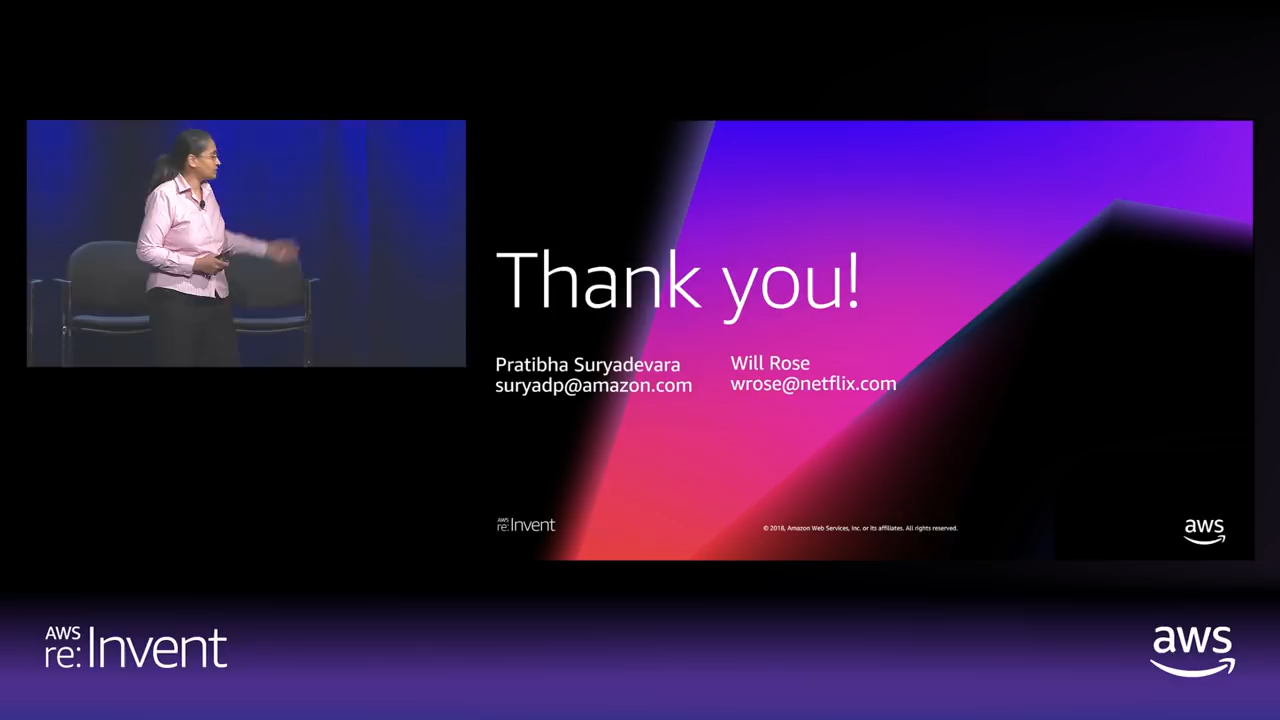 Thank you!
Pratibha Suryadevara
suryadp@amazon.com
Will Rose
wrose@netflix.com
AWS
re:Invent
© 2018, Amazon Web Services, Inc. or its affiliates. All rights reserved.
aws
AWS
re:Invent
aws